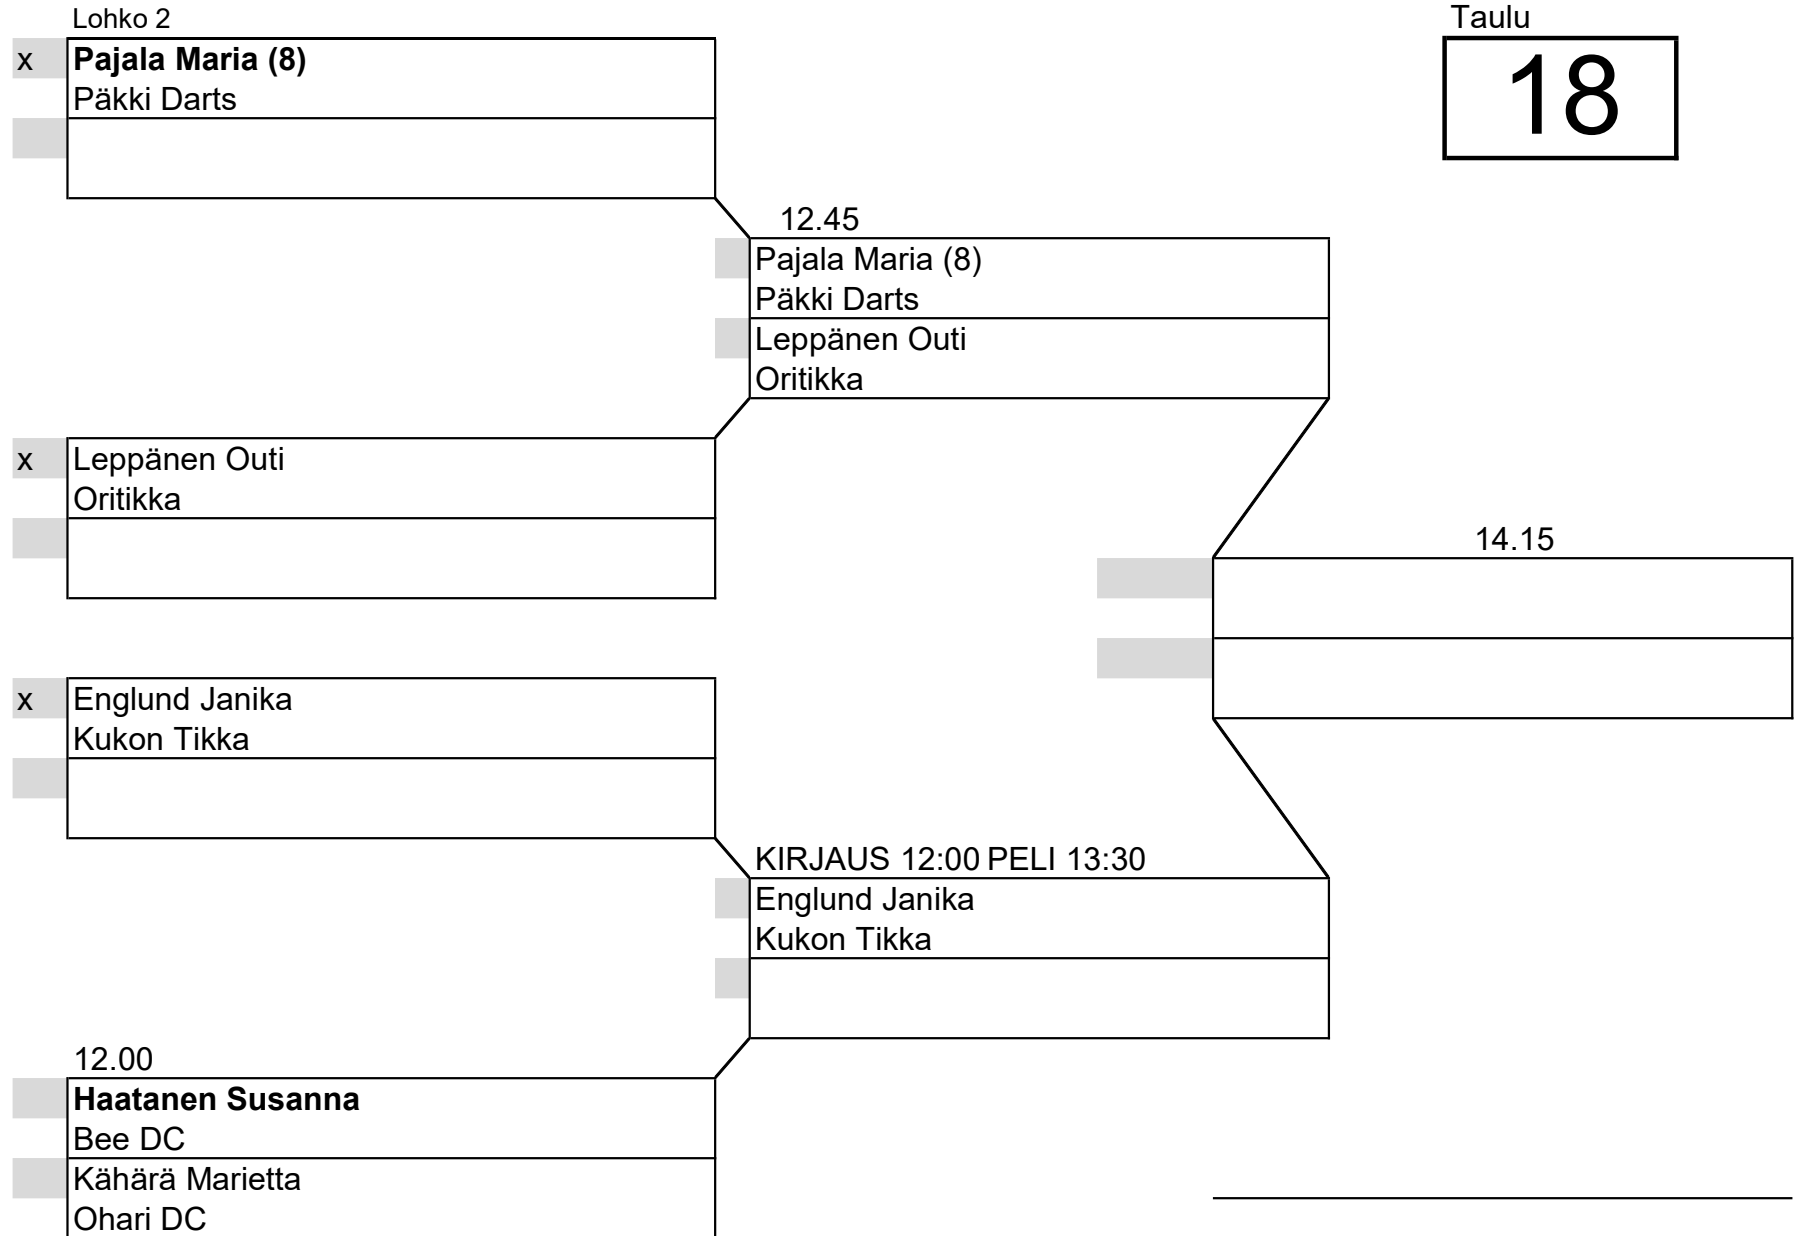 Lohko 2
Taulu
x Pajala Maria (8)
Päkki Darts
18
12.45
Pajala Maria (8)
Päkki Darts
Leppänen Outi
Oritikka
x Leppänen Outi
Oritikka
14.15
x Englund Janika
Kukon Tikka
KIRJAUS 12:00 PELI 13:30
Englund Janika
Kukon Tikka
12.00
Haatanen Susanna
Bee DC
Kähärä Marietta
Ohari DC